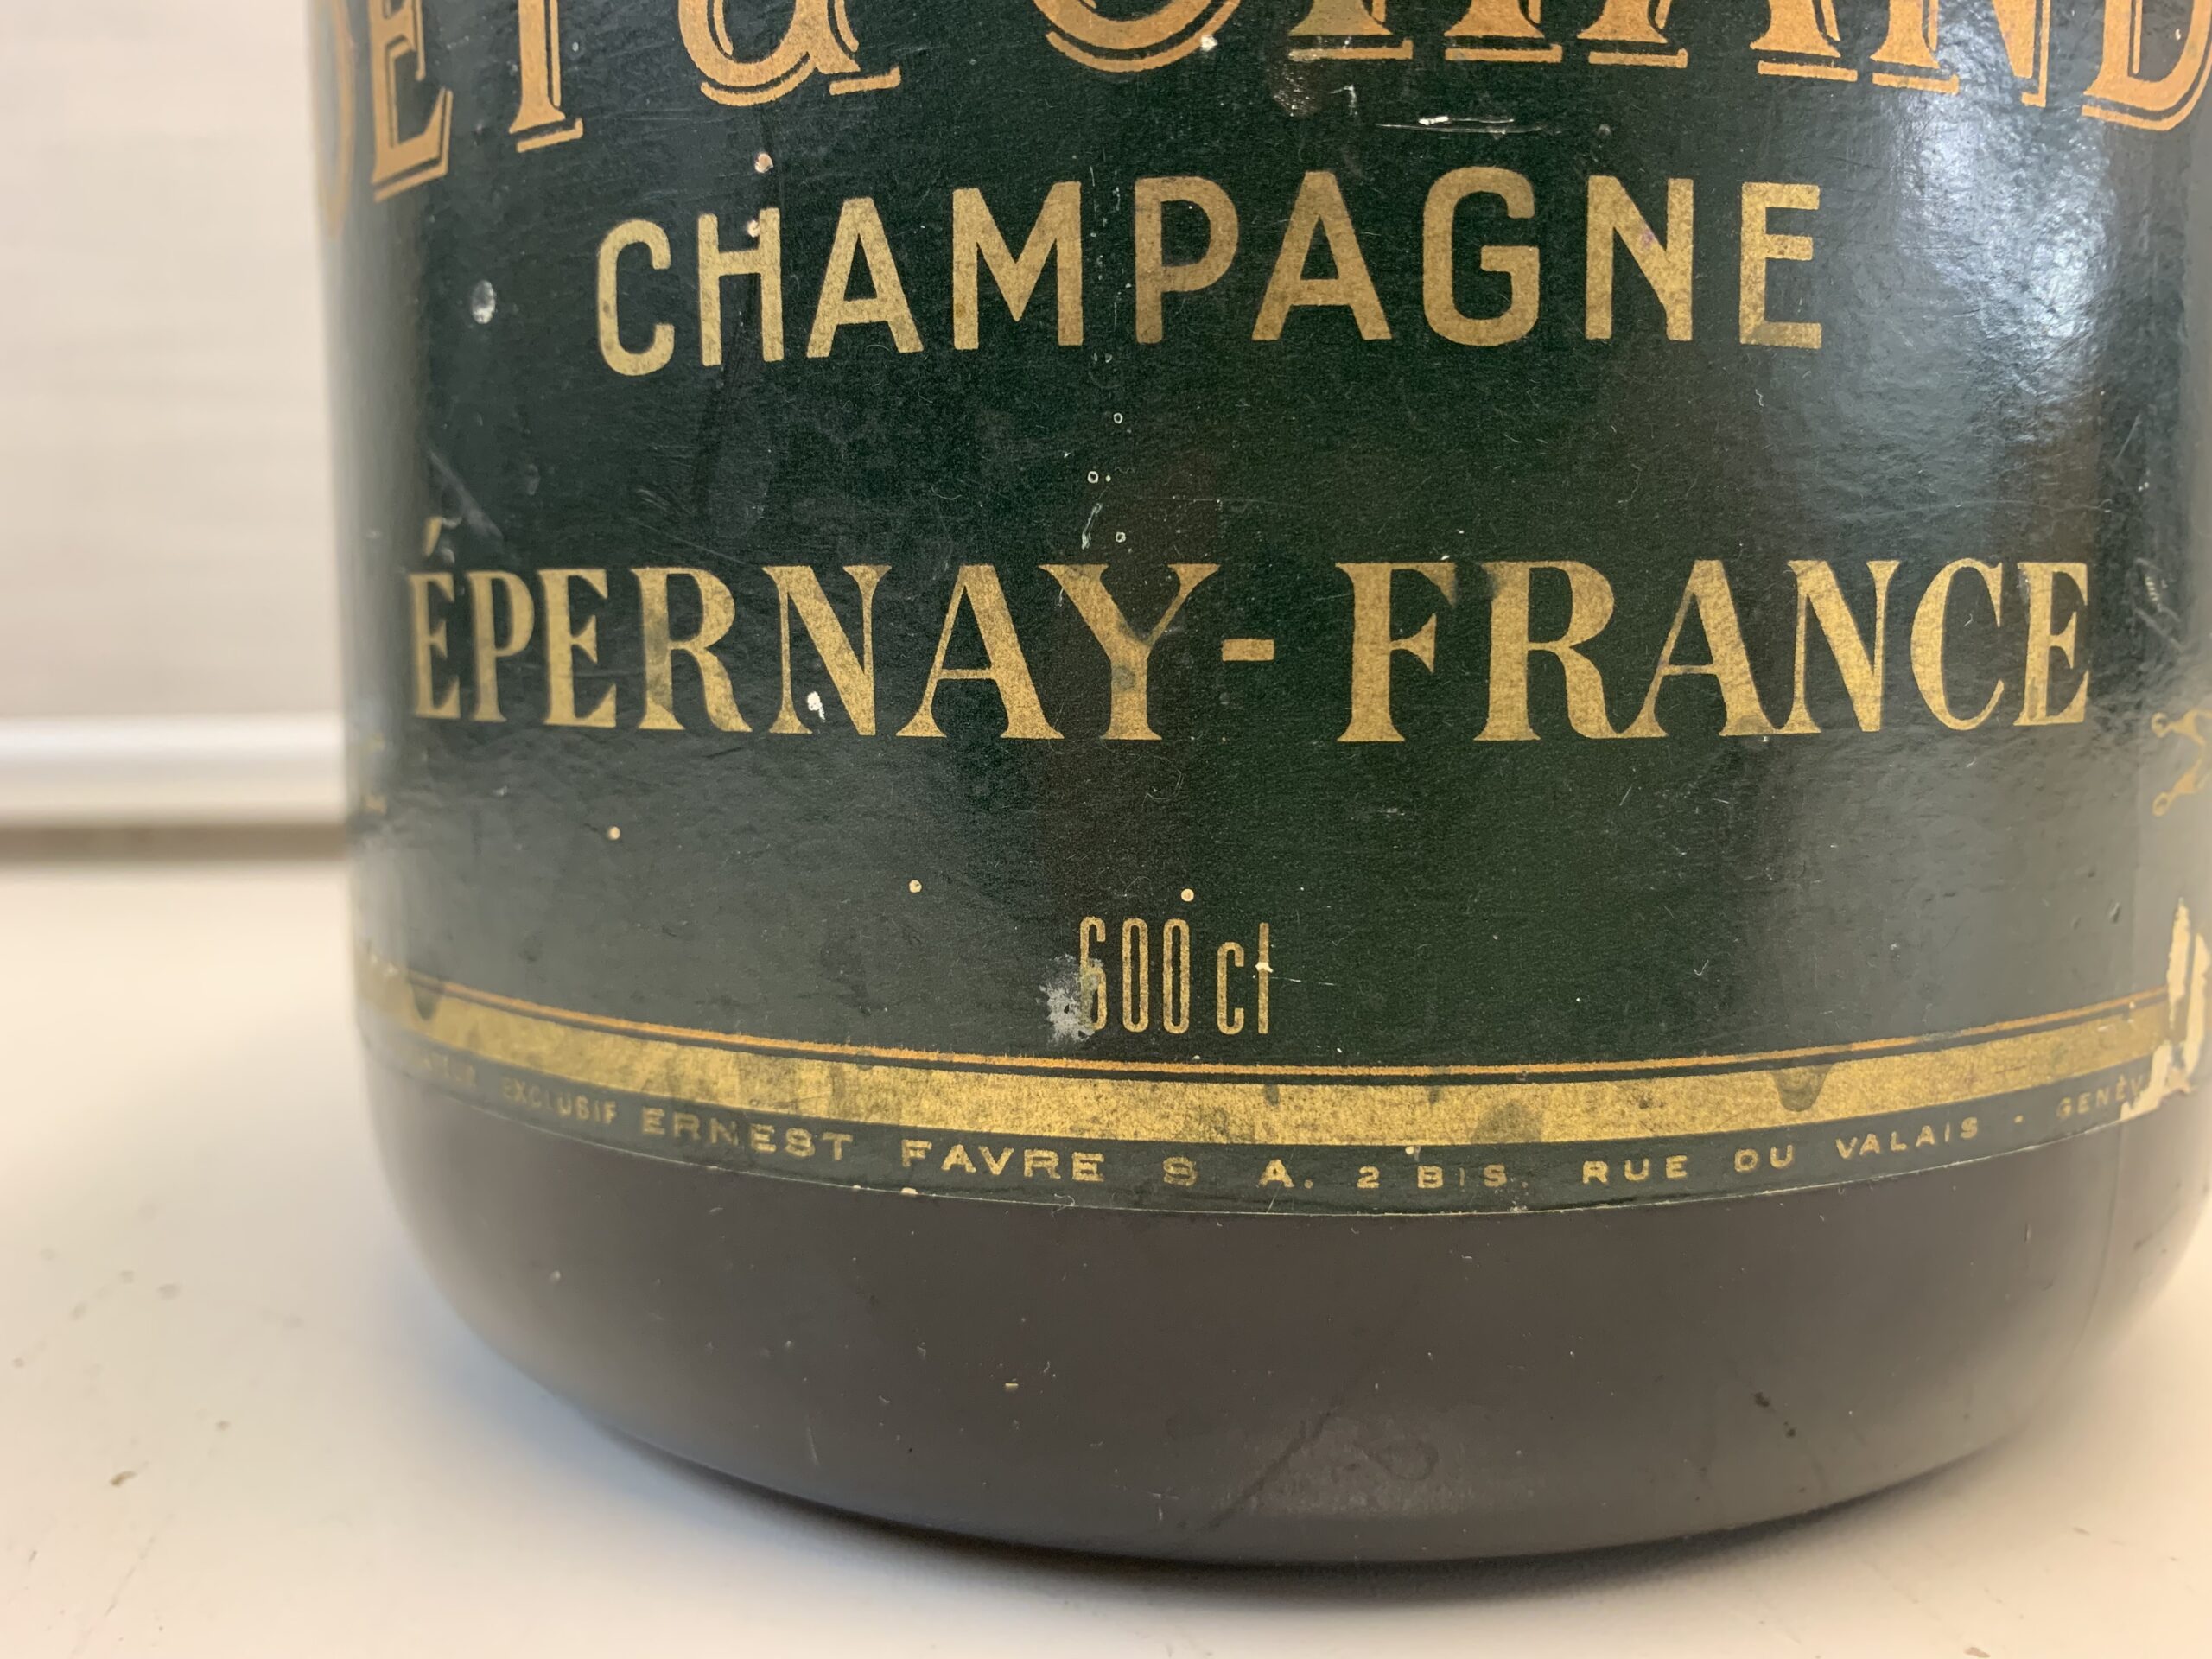 CHAMPAGNE
ÉPERNAY - FRANCE
600 cl
EXCLUSIF ERNEST FAVRE S A. 2 BIS. RUE DU VALAIS -